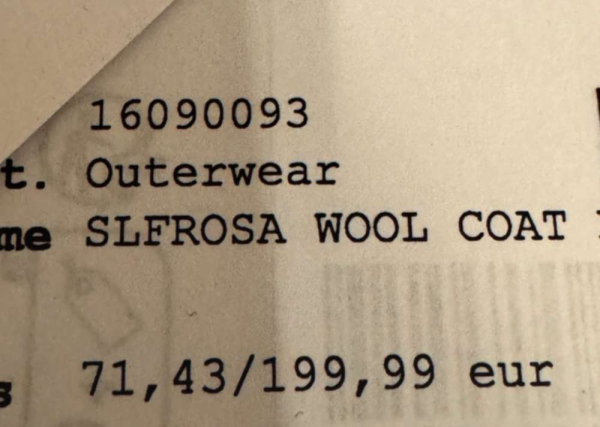 16090093
t. Outerwear
me SLFROSA WOOL COAT
s 71,43/199,99 eur